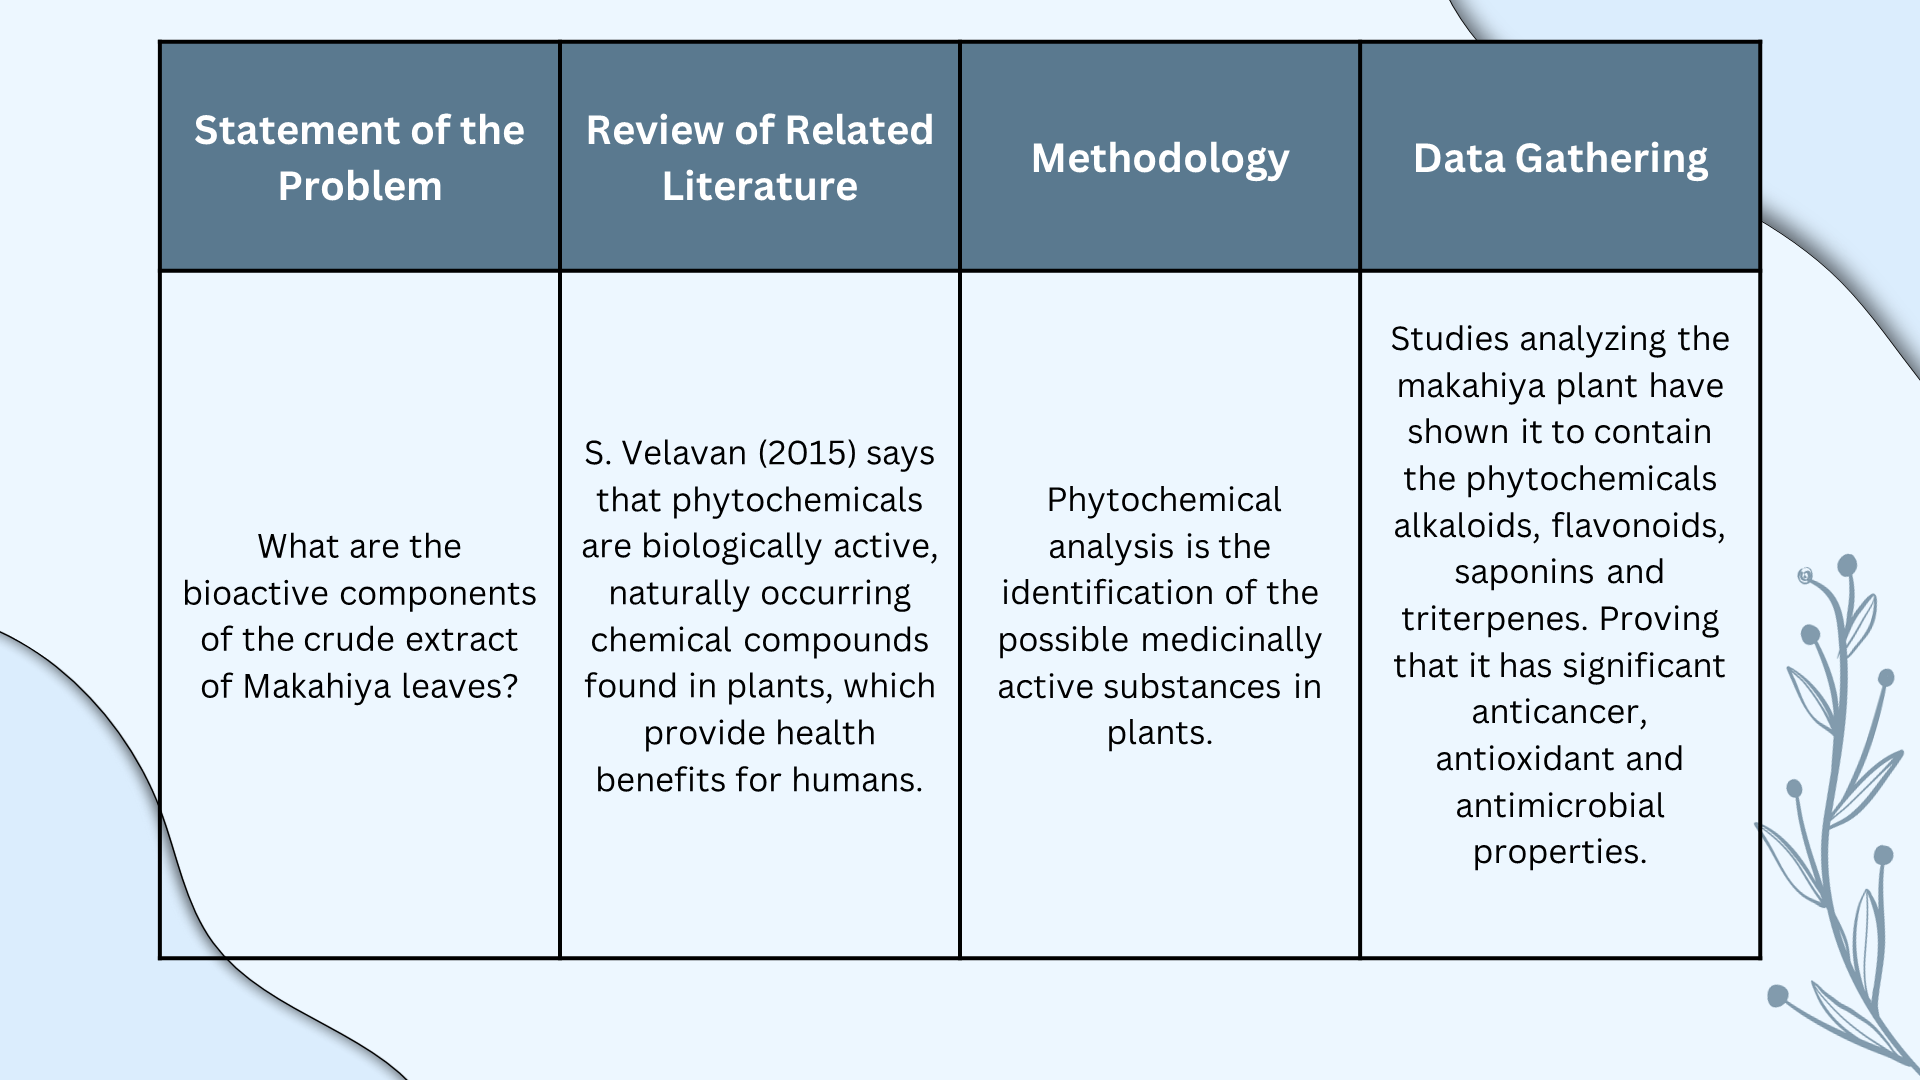 Statement of the
Problem
Review of Related
Literature
Methodology
Data Gathering
What are the
bioactive components
of the crude extract
of Makahiya leaves?
S. Velavan (2015) says
that phytochemicals
are biologically active,
naturally occurring
chemical compounds
found in plants, which
provide health
benefits for humans.
Phytochemical
analysis is the
identification of the
possible medicinally
active substances in
plants.
Studies analyzing the
makahiya plant have
shown it to contain
the phytochemicals
alkaloids, flavonoids,
saponins and
triterpenes. Proving
that it has significant
anticancer,
antioxidant and
antimicrobial
properties.